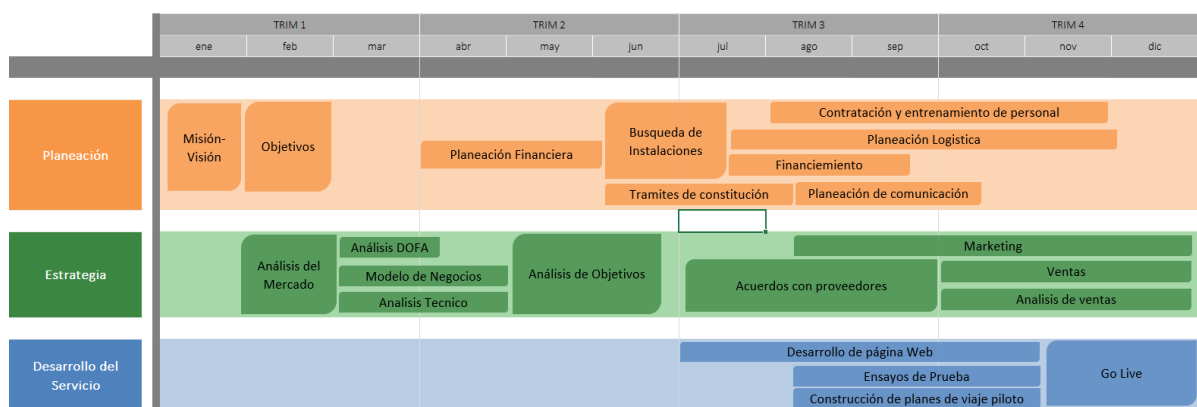 TRIM 1 TRIM 2 TRIM 3 TRIM 4
ene feb mar abr may jun jul ago sep oct nov dic
Planeación
Misión-
Visión
Objetivos
Planeación Financiera
Busqueda de
Instalaciones
Tramites de constitución
Contratación y entrenamiento de personal
Planeación Logistica
Financiemiento
Planeación de comunicación
Estrategia
Análisis del
Mercado
Análisis DOFA
Modelo de Negocios
Analisis Tecnico
Análisis de Objetivos
Acuerdos con proveedores
Marketing
Ventas
Analisis de ventas
Desarrollo del
Servicio
Desarrollo de página Web
Ensayos de Prueba
Construcción de planes de viaje piloto
Go Live